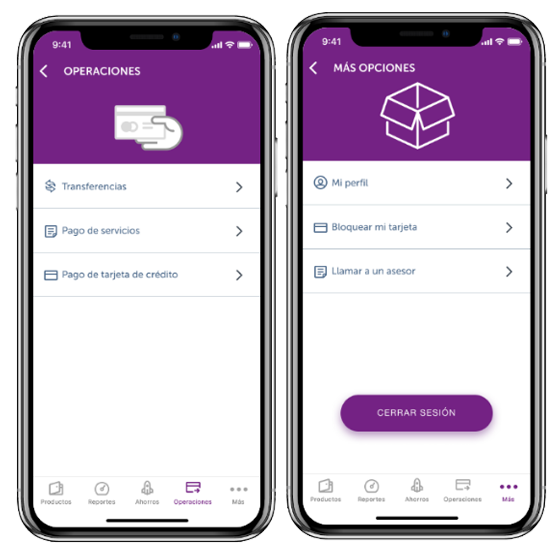 9:41
OPERACIONES
Transferencias
Pago de servicios
Pago de tarjeta de crédito
Productos Reportes Ahorros Operaciones Más
9:41
MÁS OPCIONES
Mi perfil
Bloquear mi tarjeta
Llamar a un asesor
CERRAR SESIÓN
Productos Reportes Ahorros Operaciones Más